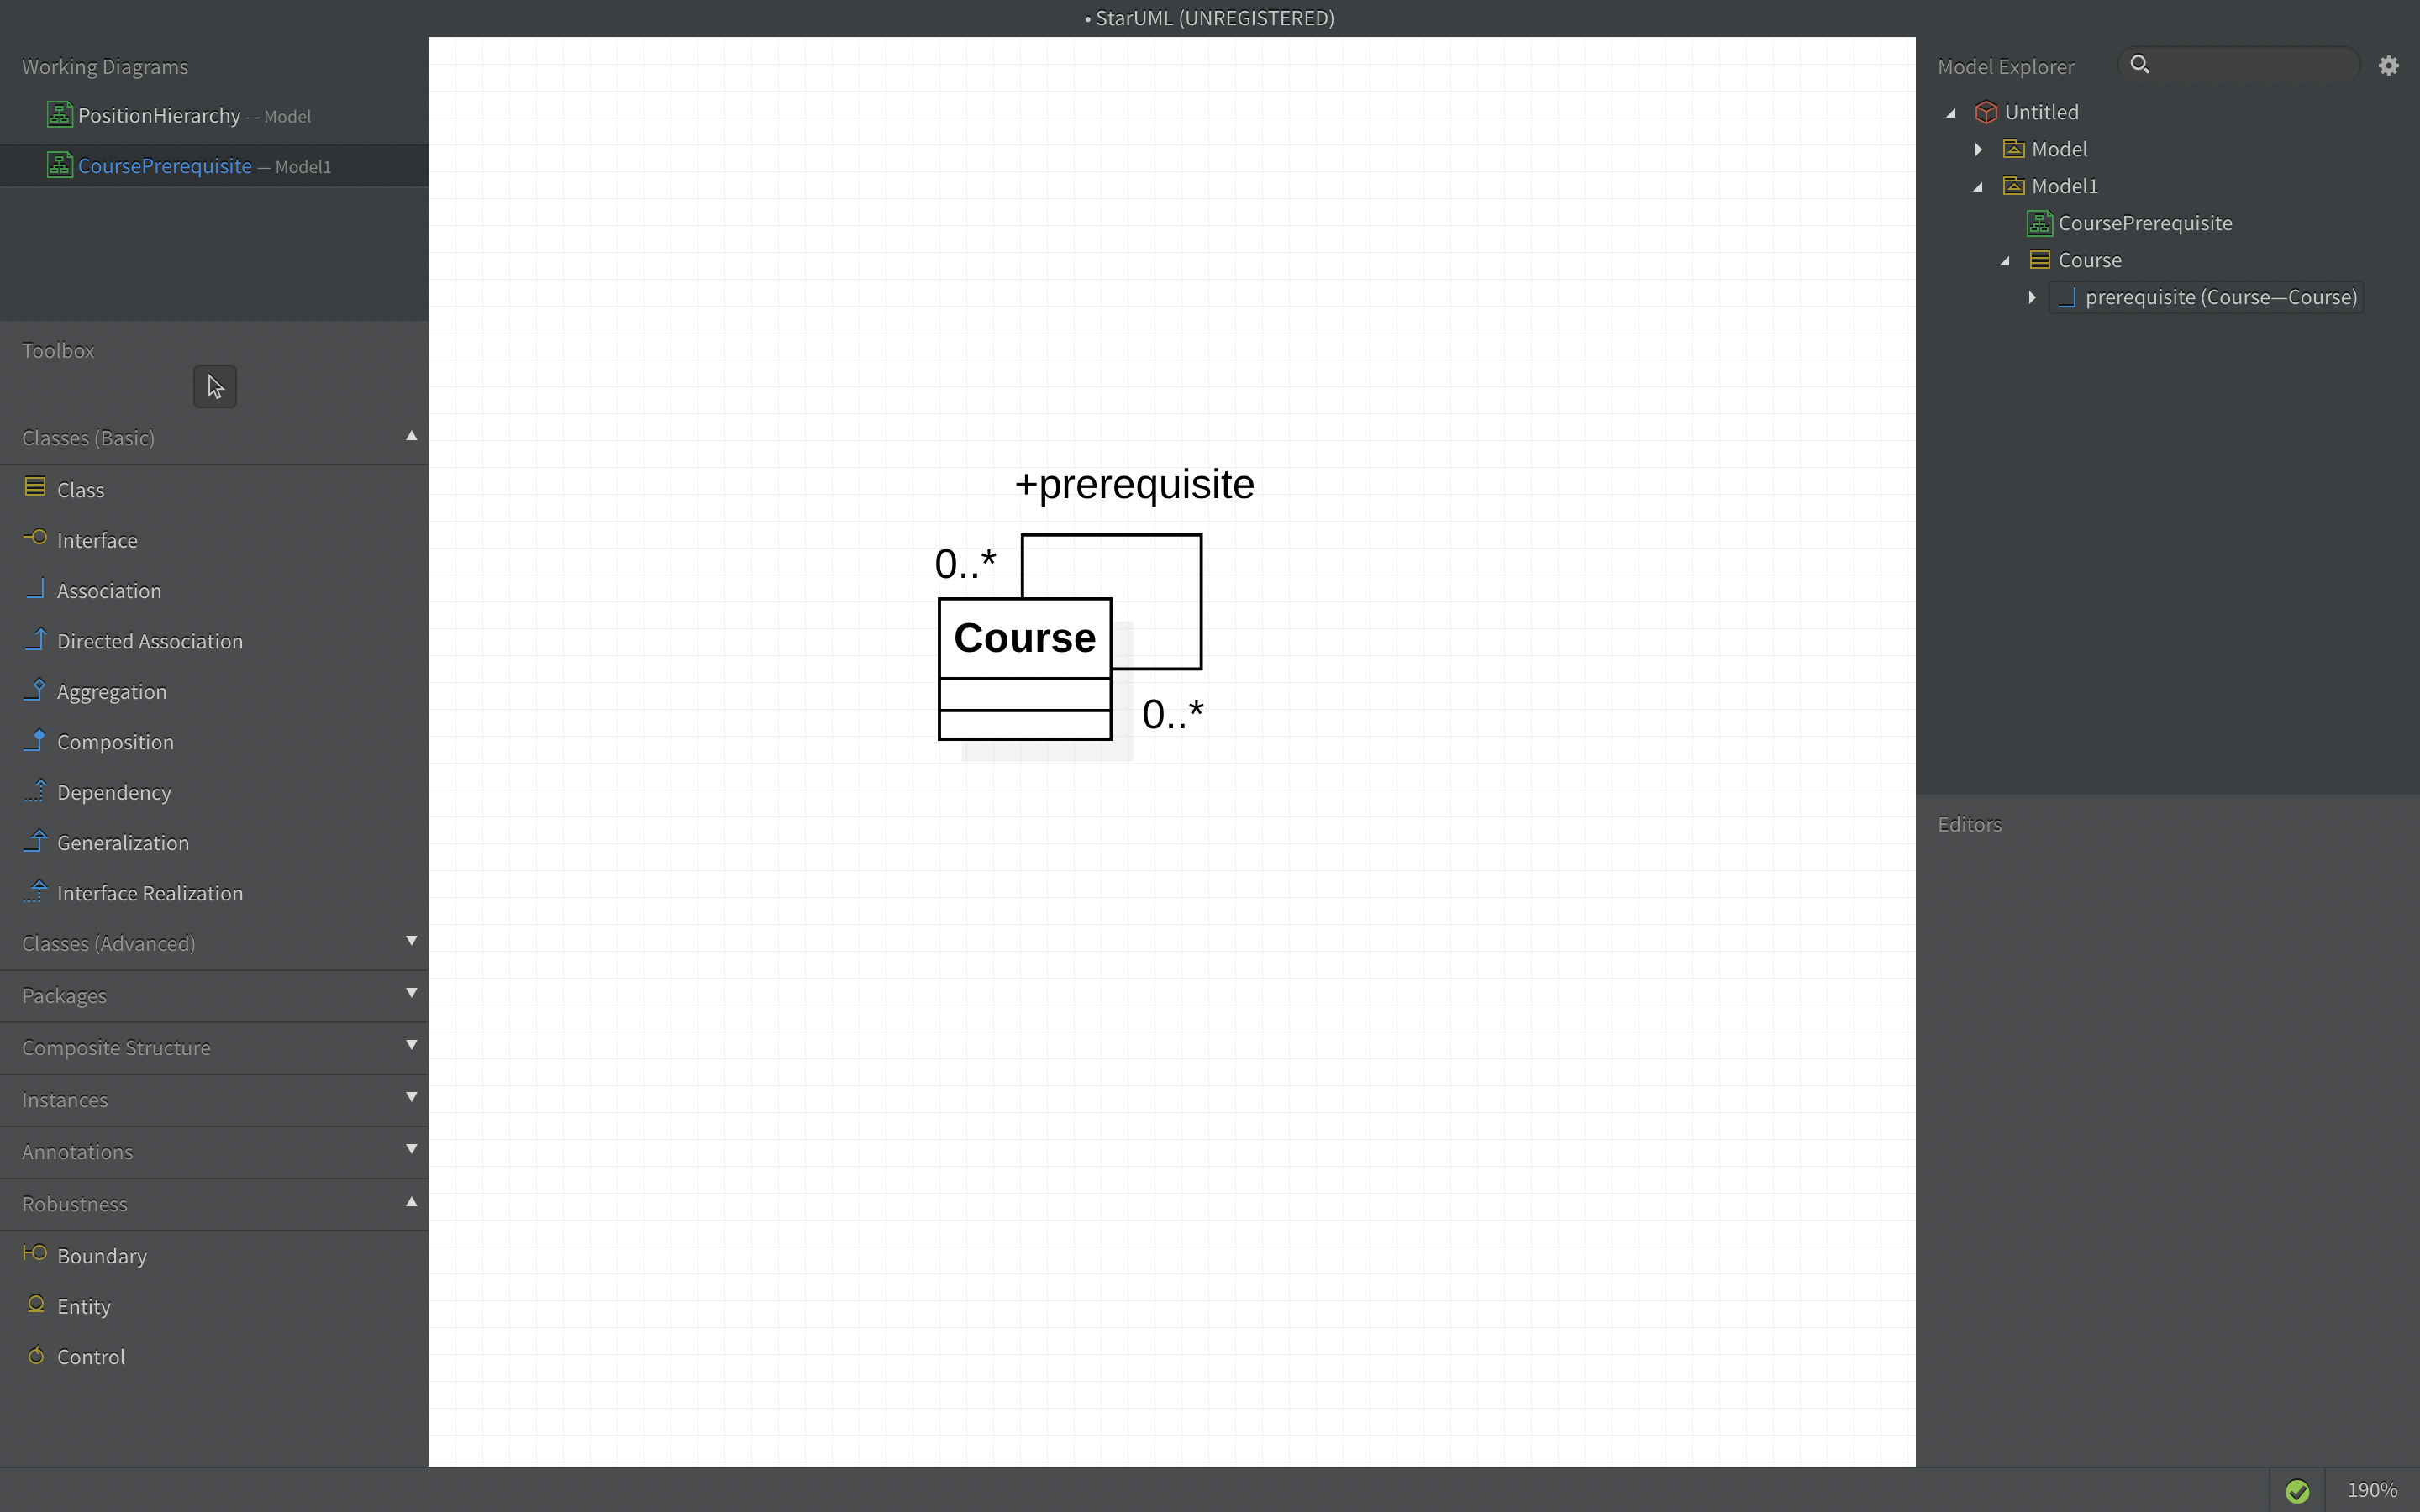 • StarUML (UNREGISTERED)
Working Diagrams
PositionHierarchy — Model
CoursePrerequisite — Model1
Toolbox
Classes (Basic)
Class
Interface
Association
Directed Association
Aggregation
Composition
Dependency
Generalization
Interface Realization
Classes (Advanced)
Packages
Composite Structure
Instances
Annotations
Robustness
Boundary
Entity
Control
+prerequisite
0..*
Course
0..*
Model Explorer
Untitled
Model
Model1
CoursePrerequisite
Course
prerequisite (Course—Course)
Editors
190%